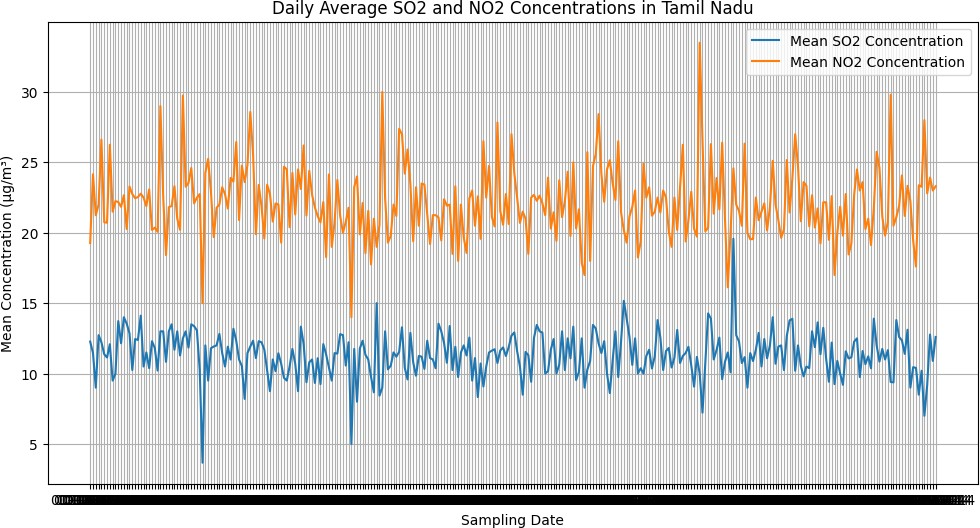 Daily Average SO2 and NO2 Concentrations in Tamil Nadu
Mean SO2 Concentration
Mean NO2 Concentration
Mean Concentration (μg/m³)
30
25
20
15
10
5
Sampling Date